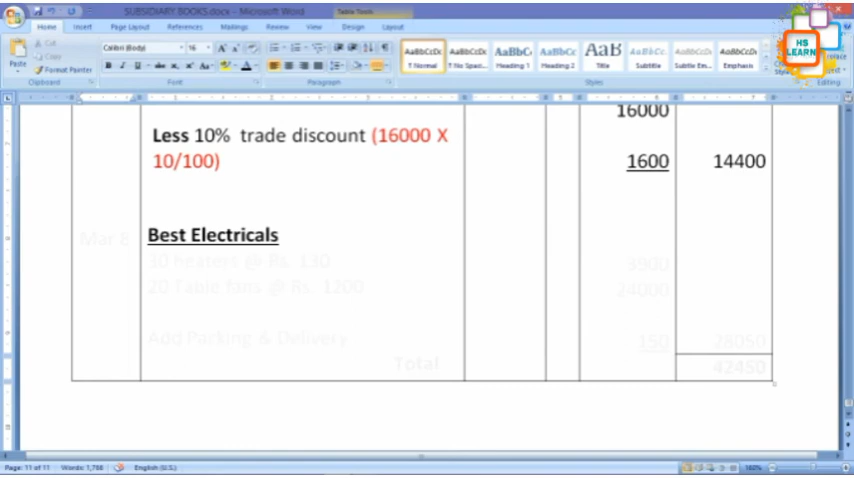 SUBSIDIARY BOOKS.docx - Microsoft Word
Table Tools
Home Insert Page Layout References Mailings Review View Design Layout
Paste
Cut
Copy
Format Painter
Calibri (Body) 16
AaBbCcDc AaBbCcDc AaBbC AaBbCc AaB AaBbCc. AaBbCcDc AaBbCcDc
¶ Normal ¶ No Spaci... Heading 1 Heading 2 Title Subtitle Subtle Em... Emphasis
Clipboard Font Paragraph Styles Editing
HS
LEARN
16000
Less 10% trade discount (16000 X
10/100) 1600 14400
Mar 8 Best Electricals
30 heaters @ Rs. 130 3900
20 Table fans @ Rs. 1200 24000
Add Packing & Delivery 150 28050
Total 42450
Page: 11 of 11 Words: 1,766 English (U.S.) 160%